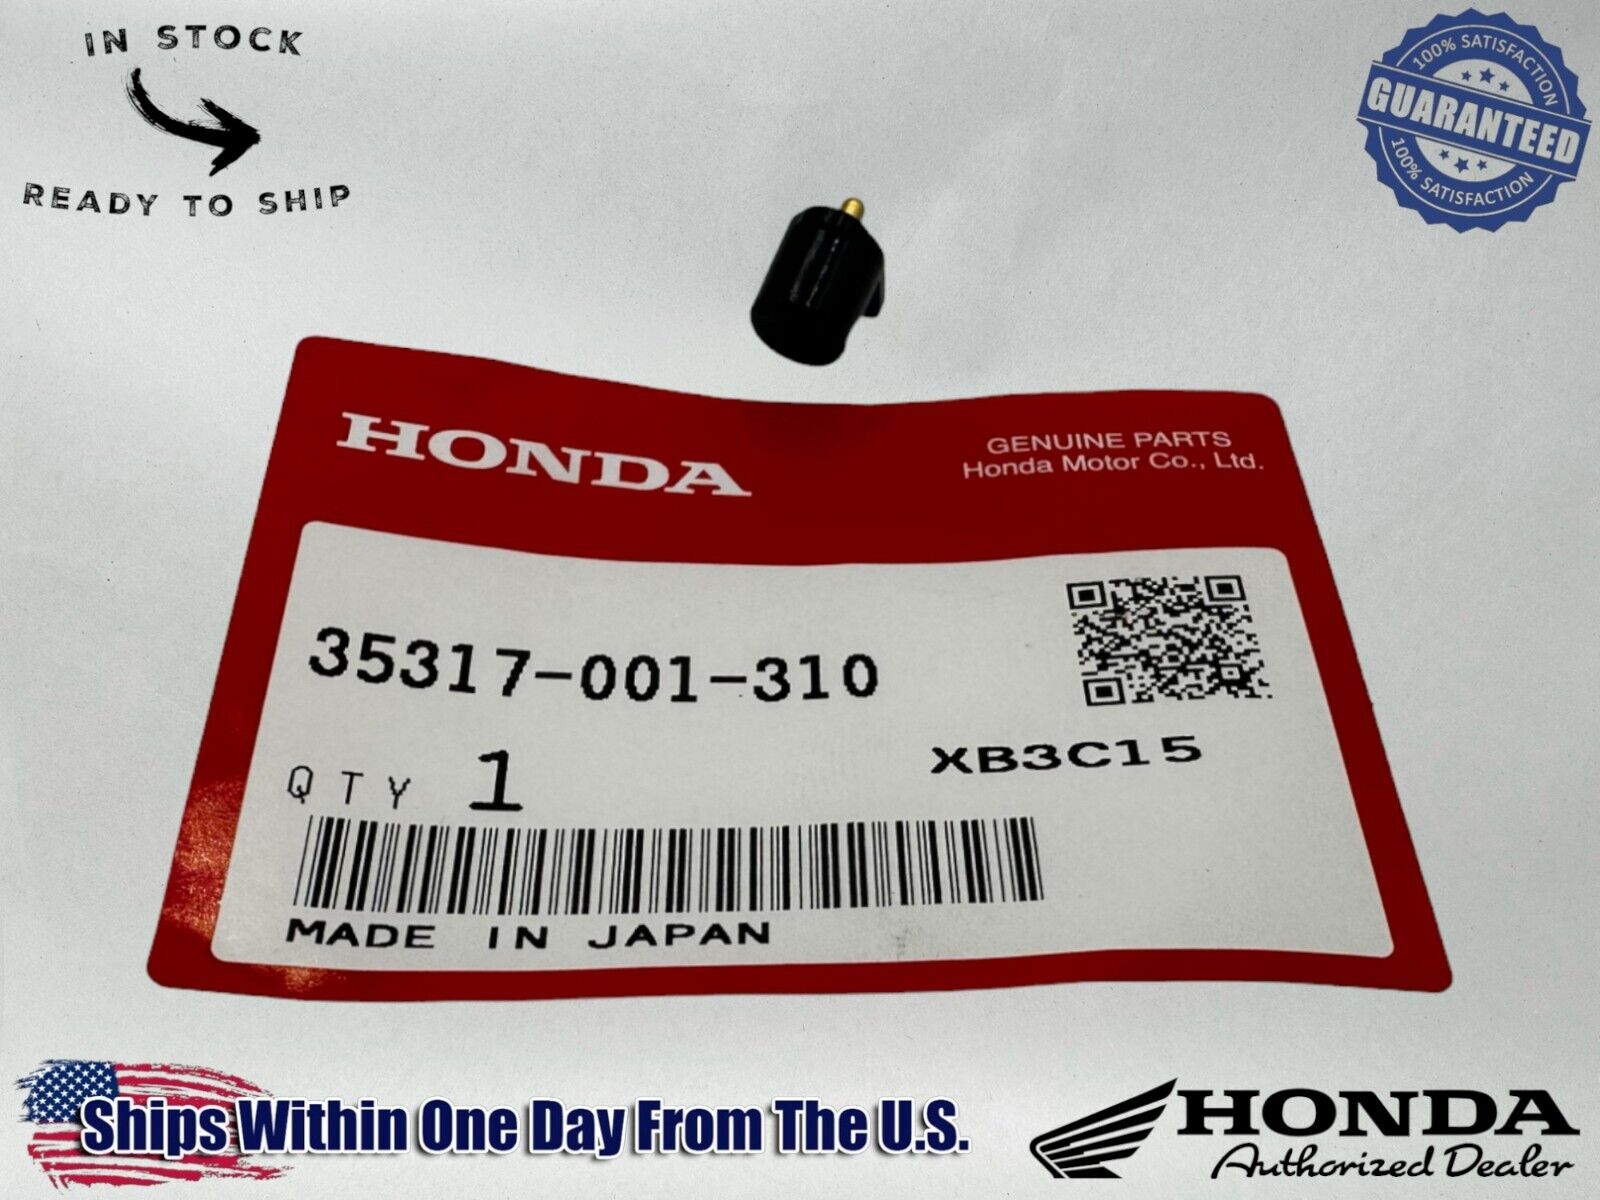 IN STOCK
READY TO SHIP
100% SATISFACTION
GUARANTEED
100% SATISFACTION
HONDA
GENUINE PARTS
Honda Motor Co., Ltd.
35317-001-310
XB3C15
QTY 1
MADE IN JAPAN
Ships Within One Day From The U.S.
HONDA
Authorized Dealer